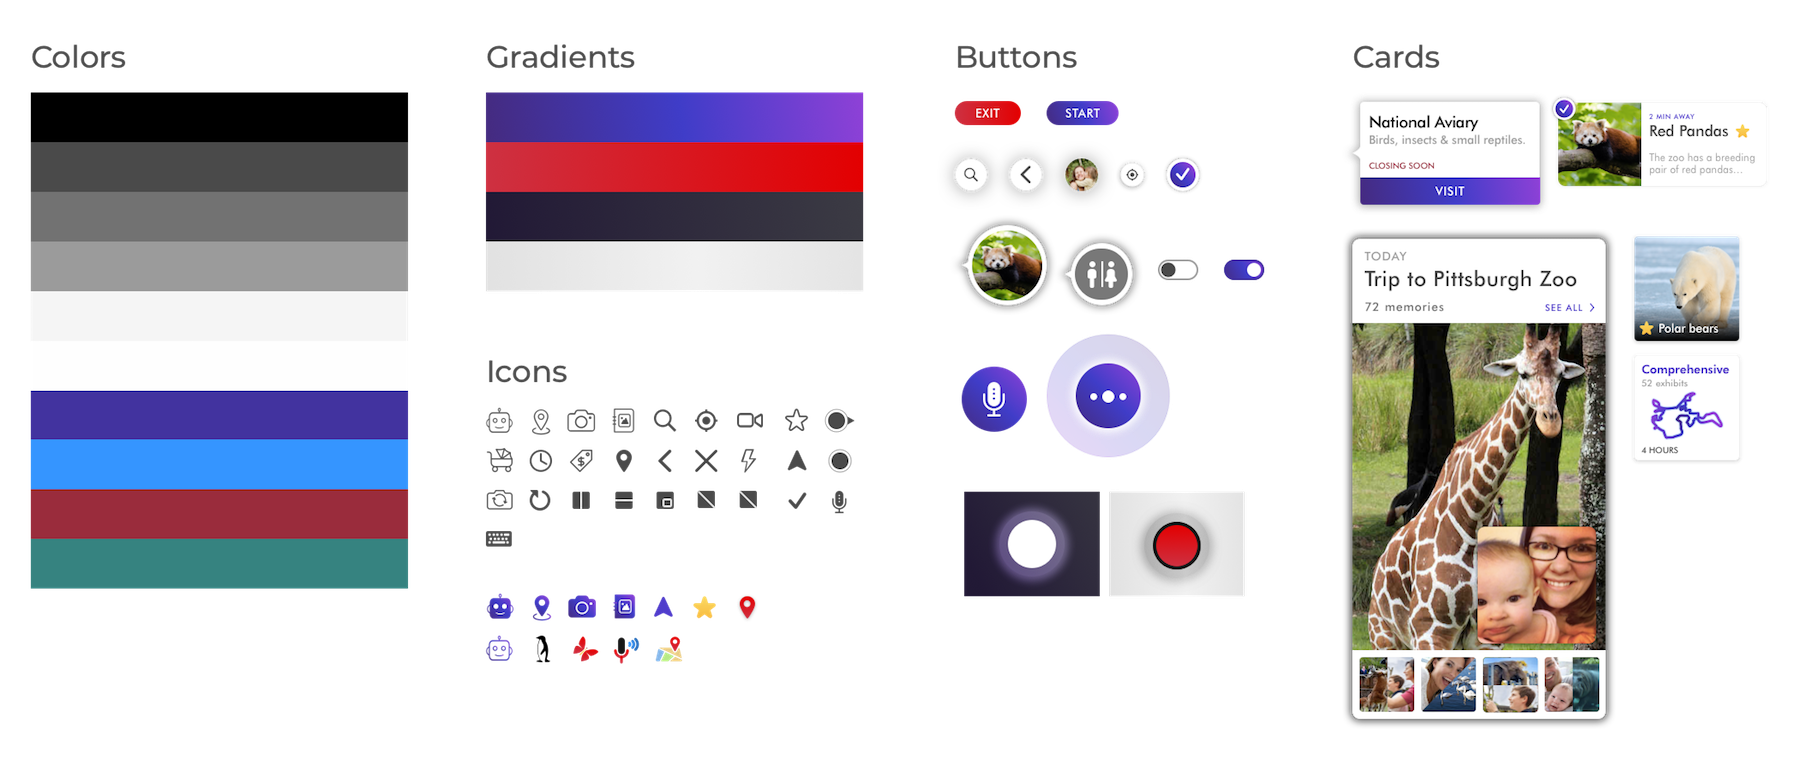 Colors
Gradients
Icons
Buttons
EXIT
START
Cards
National Aviary
Birds, insects & small reptiles.
CLOSING SOON
VISIT
2 MIN AWAY
Red Pandas
The zoo has a breeding
pair of red pandas...
TODAY
Trip to Pittsburgh Zoo
72 memories
SEE ALL
Polar bears
Comprehensive
52 exhibits
4 HOURS